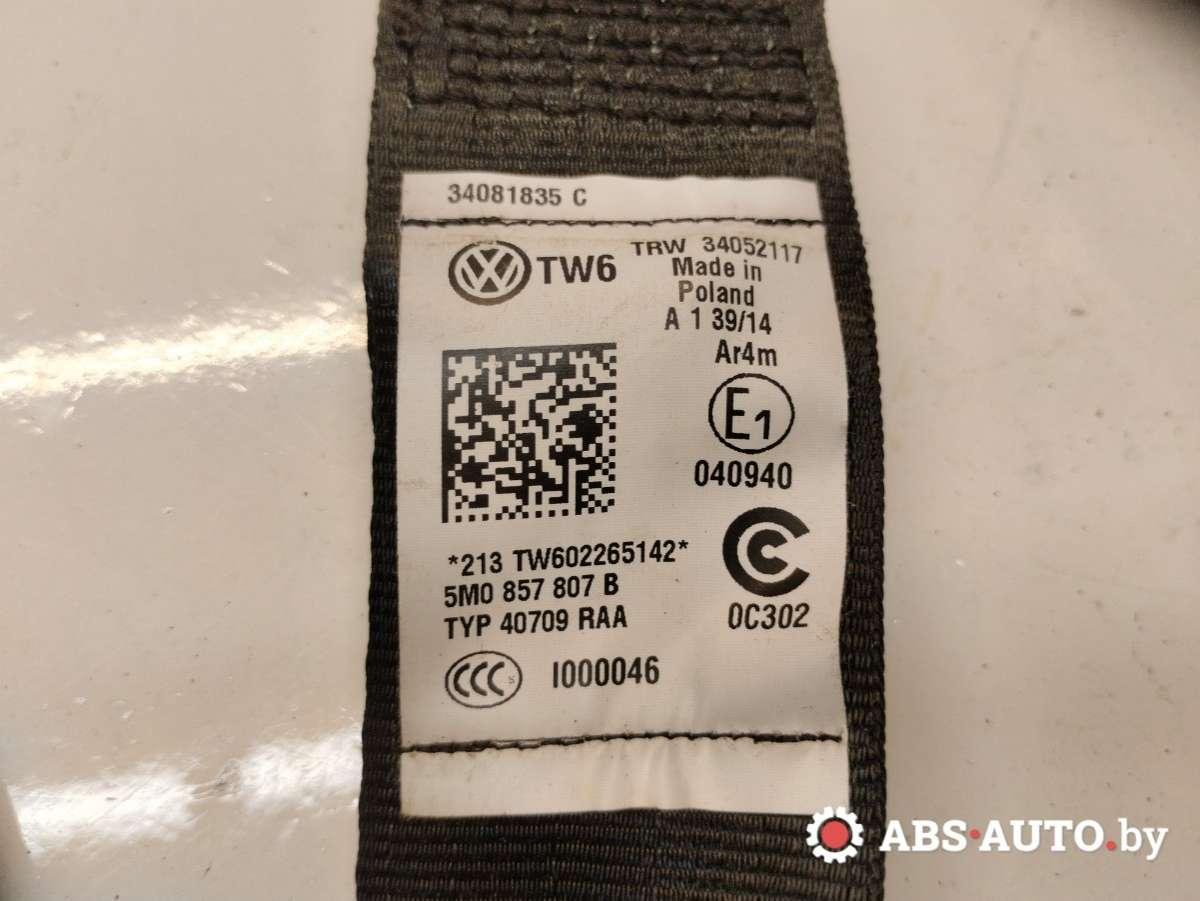 34081835 C
TRW 34052117
TW6
Made in
Poland
A 1 39/14
Ar4m
E1
040940
*213 TW602265142*
5M0 857 807 B
TYP 40709 RAA
0C302
CCC S
I000046
ABS-AUTO.by